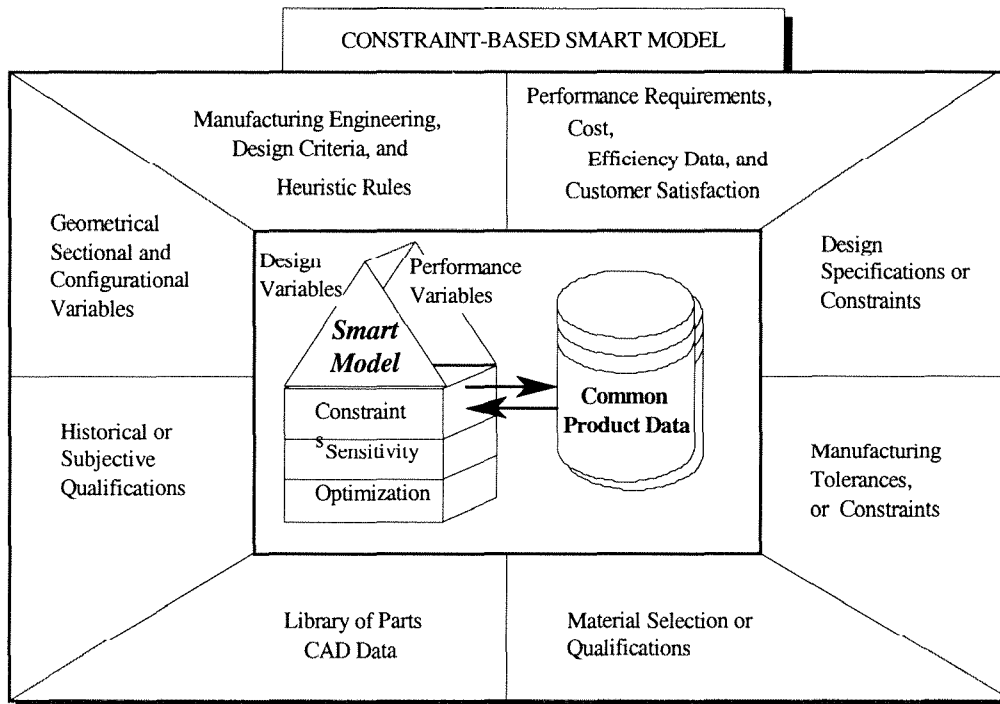 CONSTRAINT-BASED SMART MODEL
Manufacturing Engineering,
Design Criteria, and
Heuristic Rules
Performance Requirements,
Cost,
Efficiency Data, and
Customer Satisfaction
Geometrical
Sectional and
Configurational
Variables
Design
Variables
Performance
Variables
Smart
Model
Constraint
s
Sensitivity
Optimization
Common
Product Data
Design
Specifications or
Constraints
Historical or
Subjective
Qualifications
Manufacturing
Tolerances,
or Constraints
Library of Parts
CAD Data
Material Selection or
Qualifications